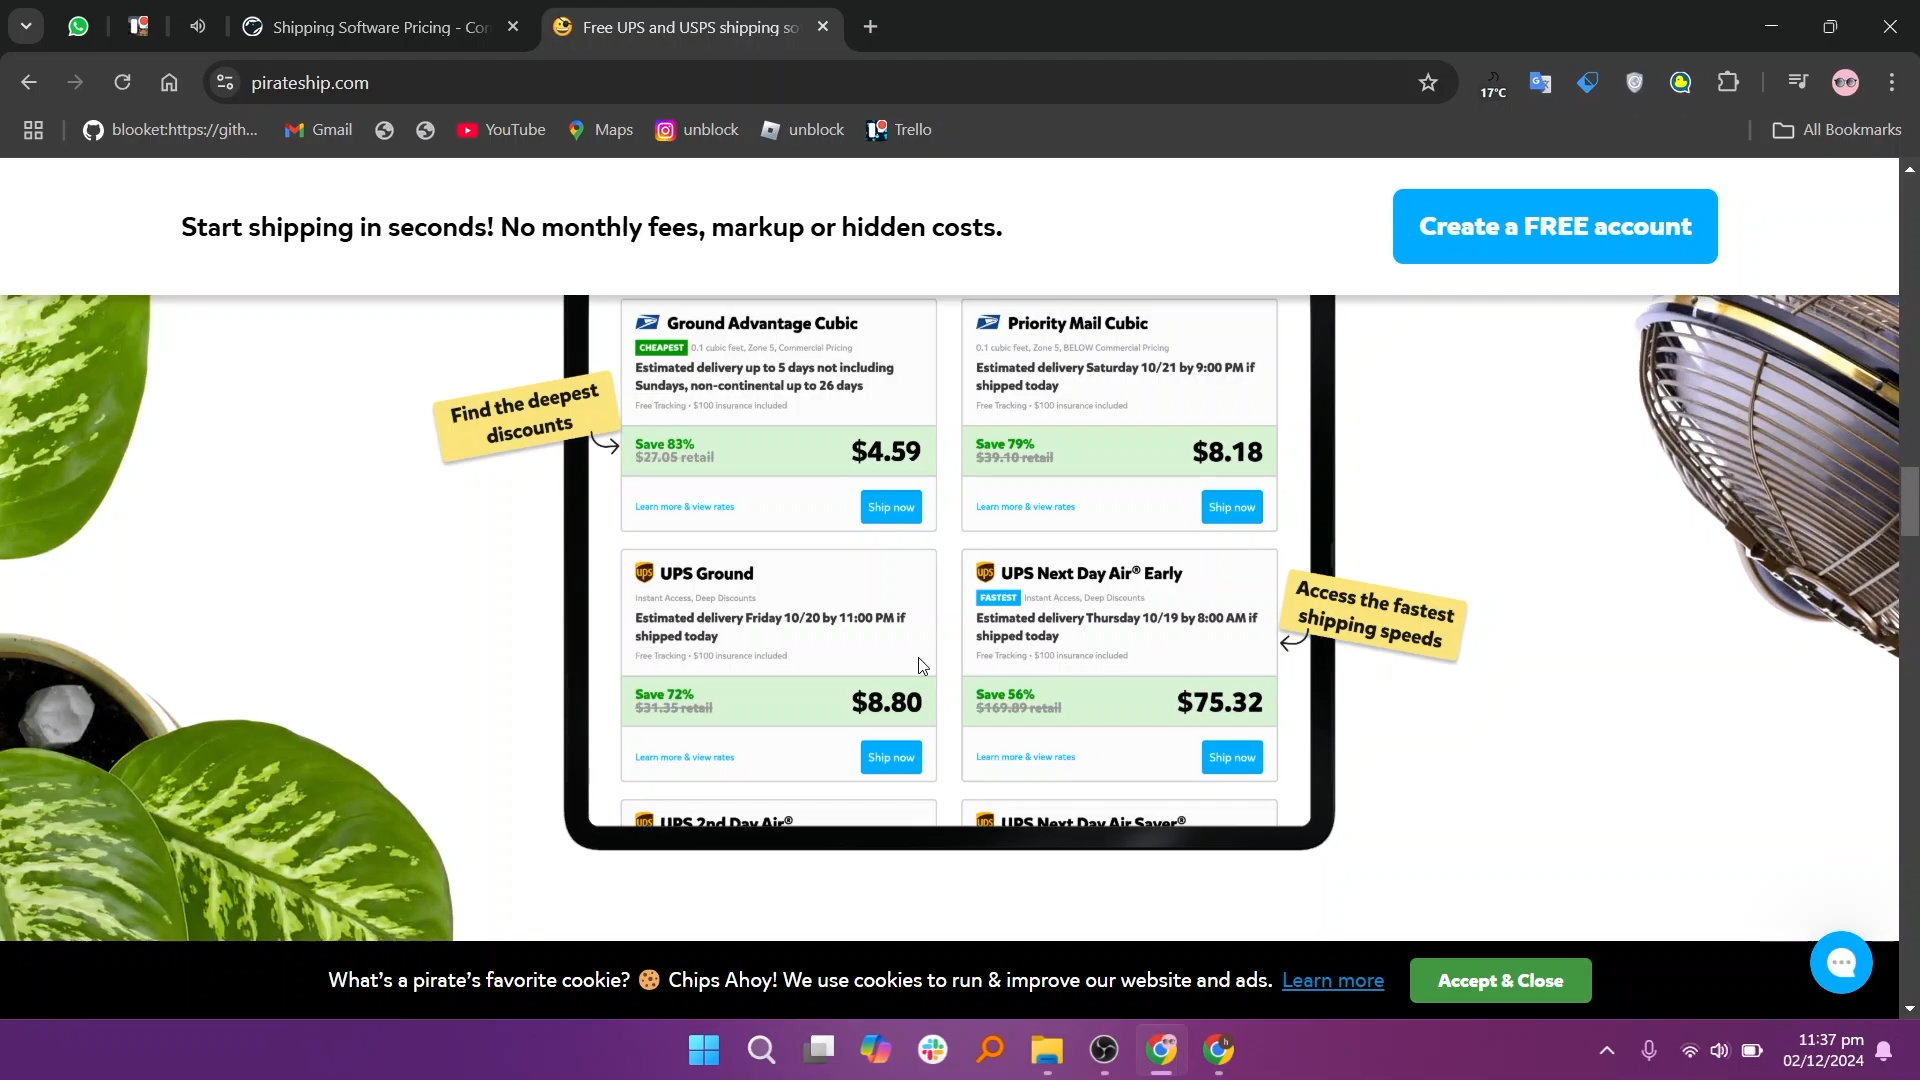 Shipping Software Pricing - Con
Free UPS and USPS shipping so
pirateship.com
17°C
blooket:https://gith...
Gmail
YouTube
Maps
unblock
unblock
Trello
All Bookmarks
Start shipping in seconds! No monthly fees, markup or hidden costs.
Create a FREE account
Find the deepest
discounts
Ground Advantage Cubic
CHEAPEST 0.1 cubic feet, Zone 5, Commercial Pricing
Estimated delivery up to 5 days not including
Sundays, non-continental up to 26 days
Free Tracking • $100 insurance included
Save 83%
$27.05 retail
$4.59
Learn more & view rates
Ship now
Priority Mail Cubic
0.1 cubic feet, Zone 5, BELOW Commercial Pricing
Estimated delivery Saturday 10/21 by 9:00 PM if
shipped today
Free Tracking • $100 insurance included
Save 79%
$39.10 retail
$8.18
Learn more & view rates
Ship now
ups UPS Ground
Instant Access, Deep Discounts
Estimated delivery Friday 10/20 by 11:00 PM if
shipped today
Free Tracking • $100 insurance included
Save 72%
$31.35 retail
$8.80
Learn more & view rates
Ship now
ups UPS Next Day Air® Early
FASTEST Instant Access, Deep Discounts
Estimated delivery Thursday 10/19 by 8:00 AM if
shipped today
Free Tracking • $100 insurance included
Save 56%
$169.89 retail
$75.32
Learn more & view rates
Ship now
Access the fastest
shipping speeds
ups UPS 2nd Day Air®
ups UPS Next Day Air Saver®
What's a pirate's favorite cookie? 🍪 Chips Ahoy! We use cookies to run & improve our website and ads. Learn more
Accept & Close
11:37 pm
02/12/2024